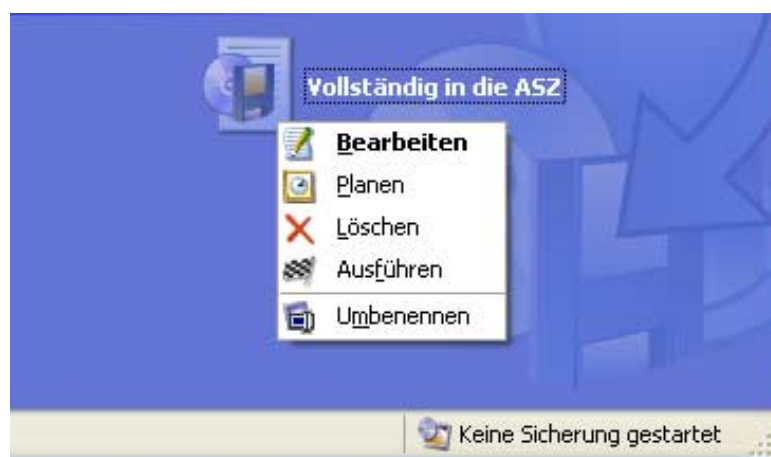 Vollständig in die ASZ
Bearbeiten
Planen
Löschen
Ausführen
Umbenennen
Keine Sicherung gestartet